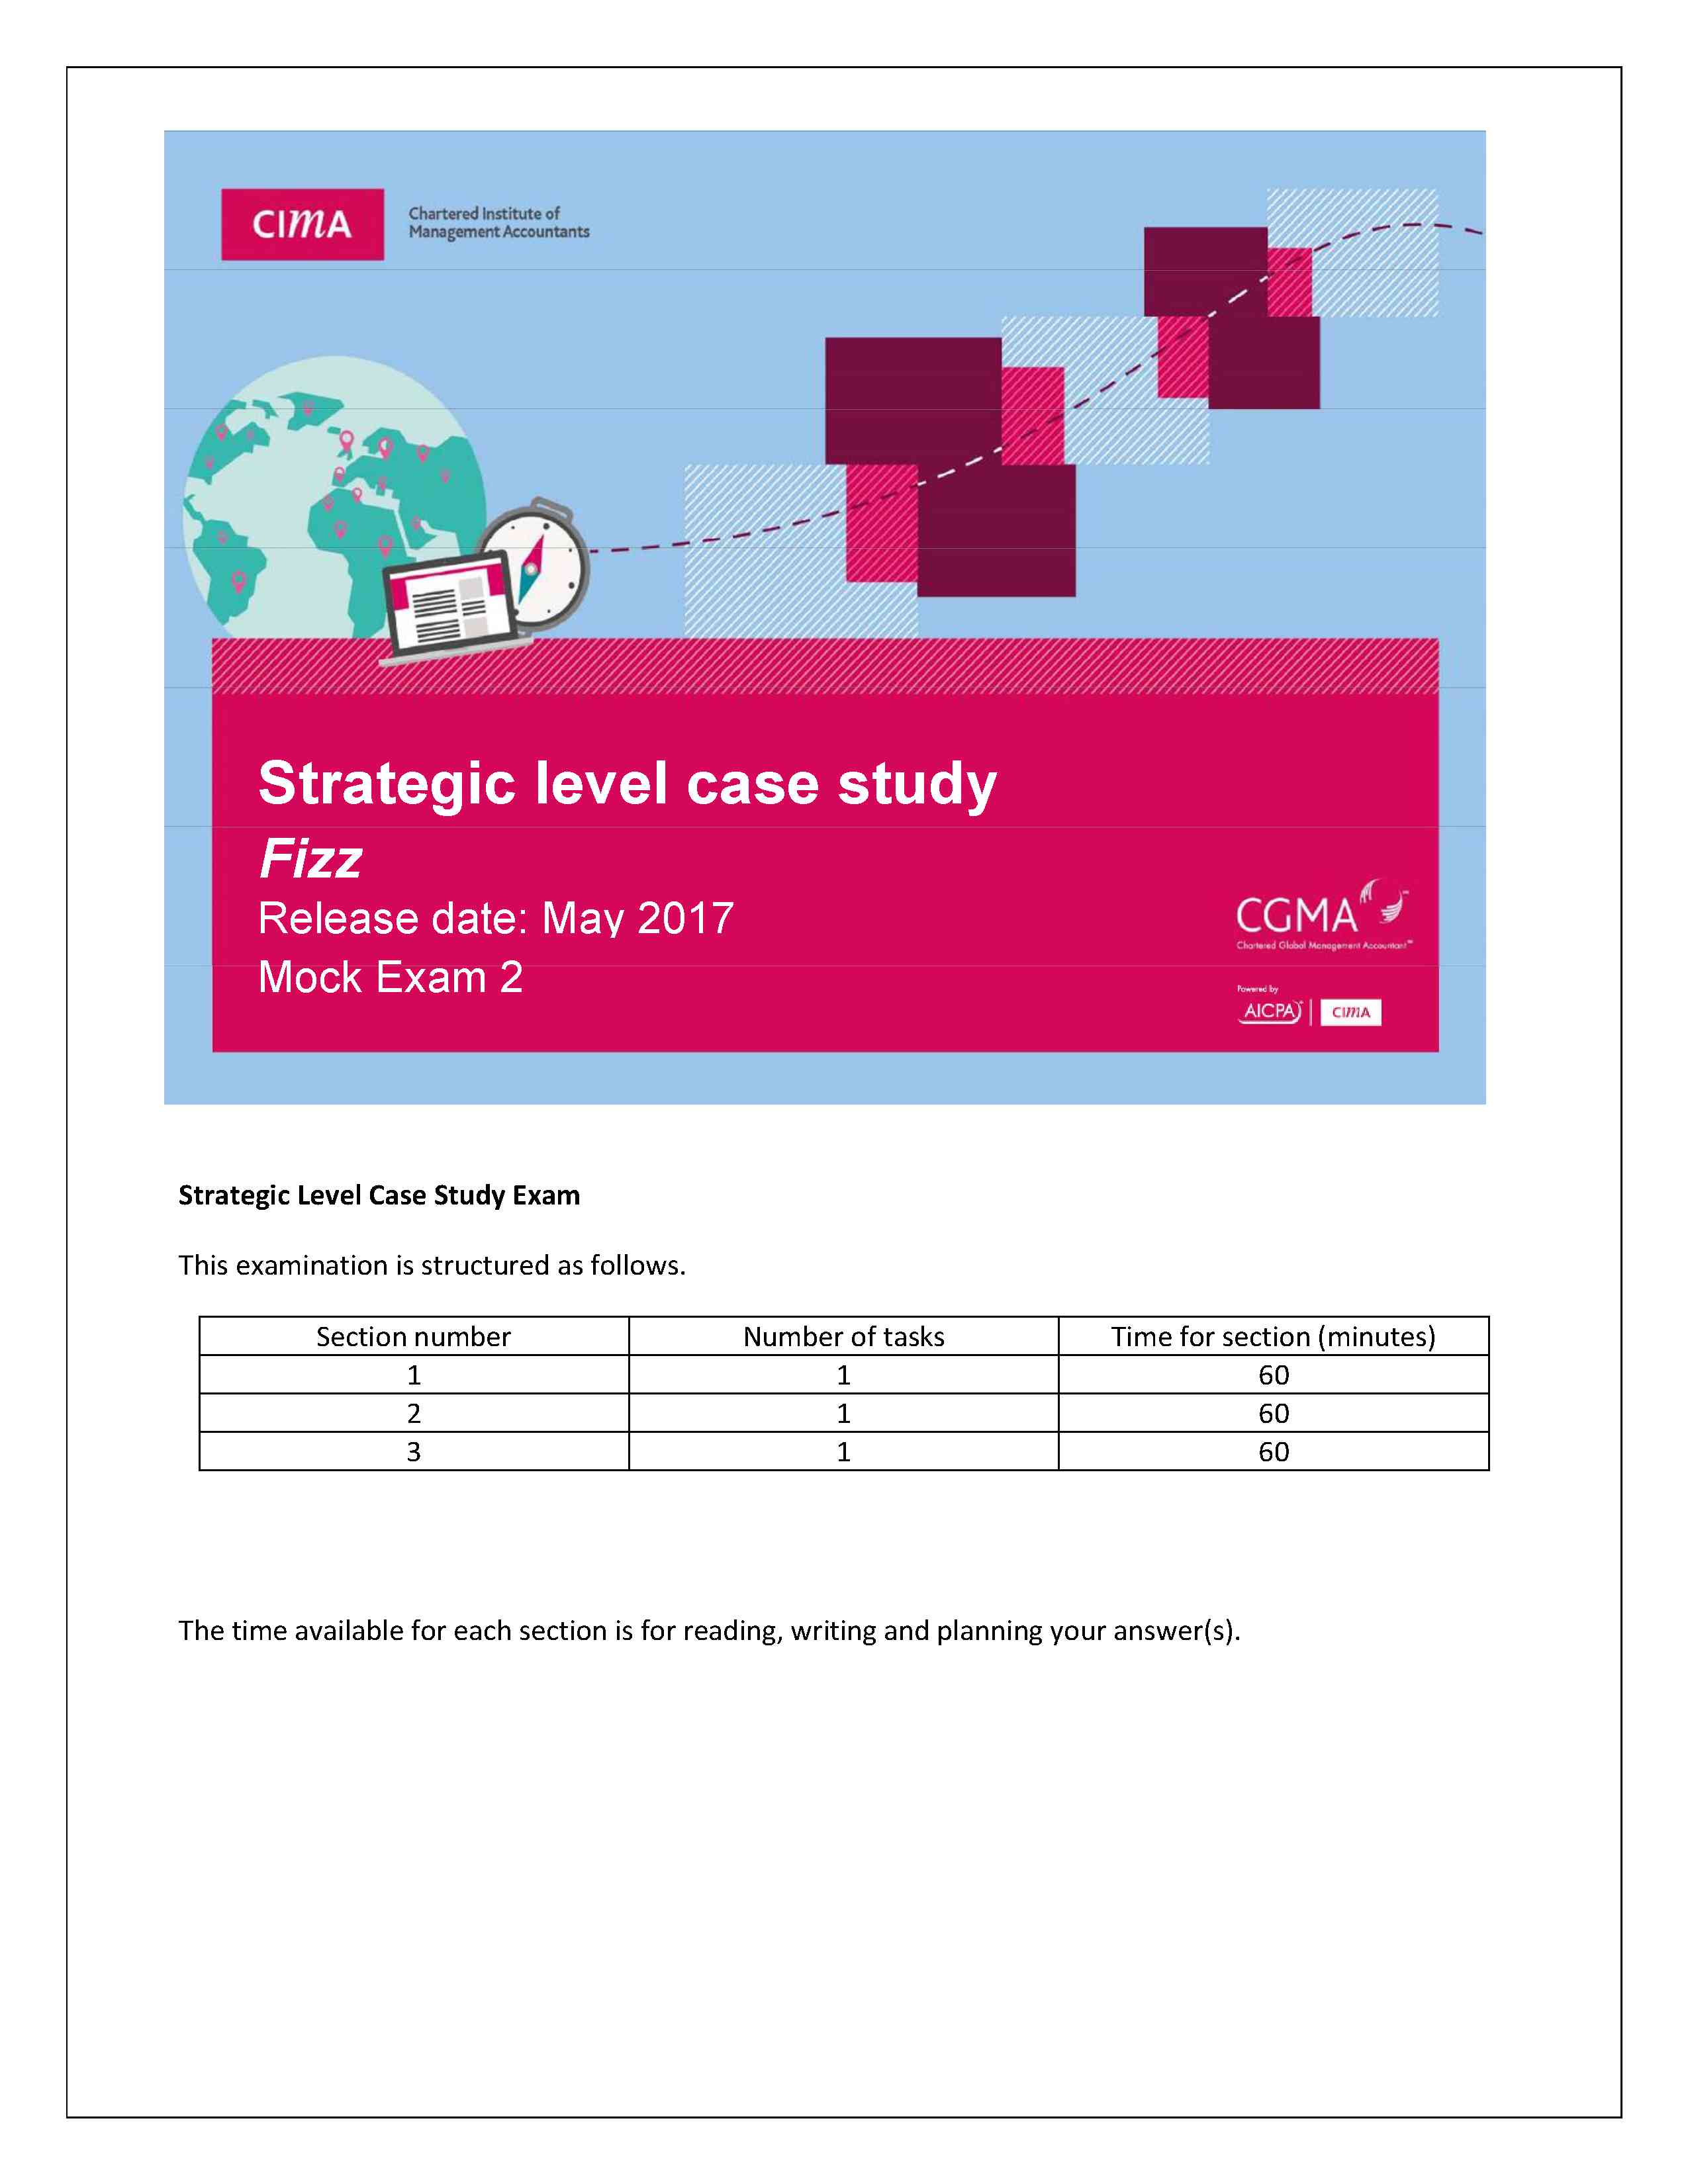 CIMA
Chartered Institute of
Management Accountants
Strategic level case study
Fizz
Release date: May 2017
Mock Exam 2
CGMA
Chartered Global Management Accountant
Powered by
AICPA
CIMA
Strategic Level Case Study Exam
This examination is structured as follows.
Section number Number of tasks Time for section (minutes)
1 1 60
2 1 60
3 1 60
The time available for each section is for reading, writing and planning your answer(s).